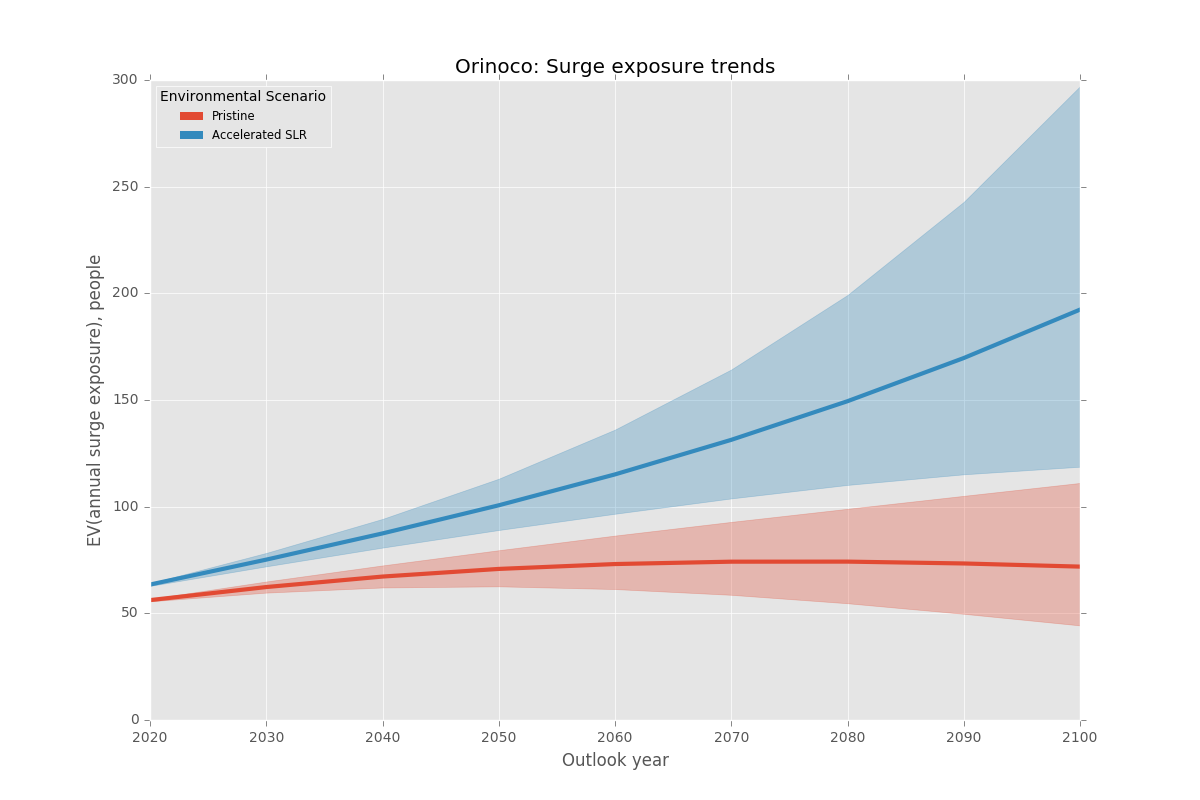 Orinoco: Surge exposure trends
Environmental Scenario
Pristine
Accelerated SLR
EV(annual surge exposure), people
300
250
200
150
100
50
0
2020 2030 2040 2050 2060 2070 2080 2090 2100
Outlook year